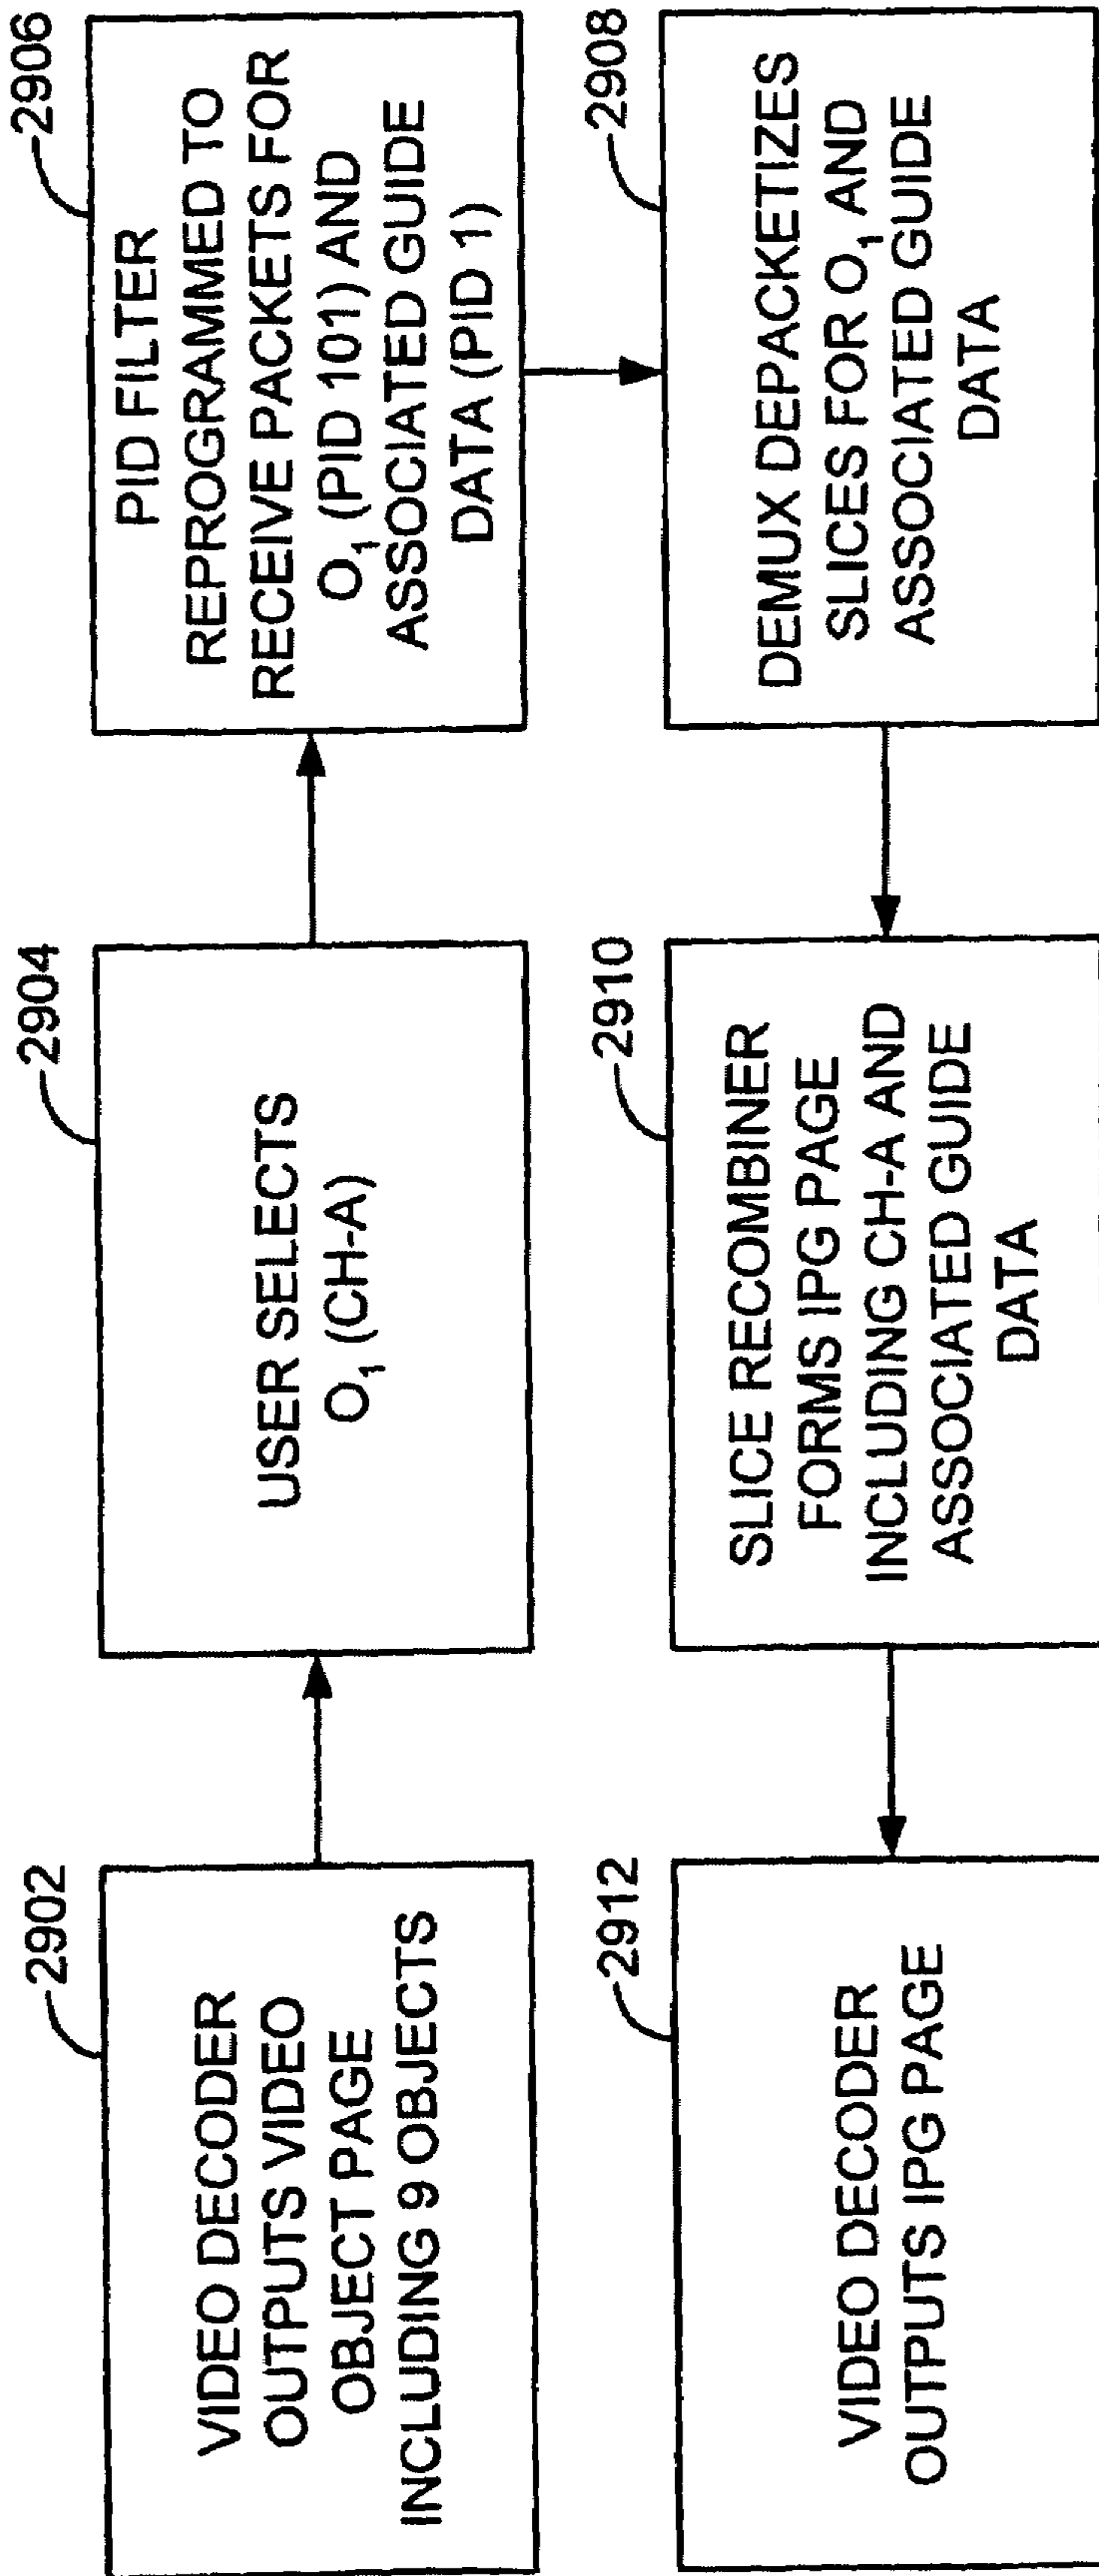 2902
VIDEO DECODER
OUTPUTS VIDEO
OBJECT PAGE
INCLUDING 9 OBJECTS
2904
USER SELECTS
O₁ (CH-A)
2906
PID FILTER
REPROGRAMMED TO
RECEIVE PACKETS FOR
O₁ (PID 101) AND
ASSOCIATED GUIDE
DATA (PID 1)
2908
DEMUX DEPACKETIZES
SLICES FOR O₁ AND
ASSOCIATED GUIDE
DATA
2910
SLICE RECOMBINER
FORMS IPG PAGE
INCLUDING CH-A AND
ASSOCIATED GUIDE
DATA
2912
VIDEO DECODER
OUTPUTS IPG PAGE